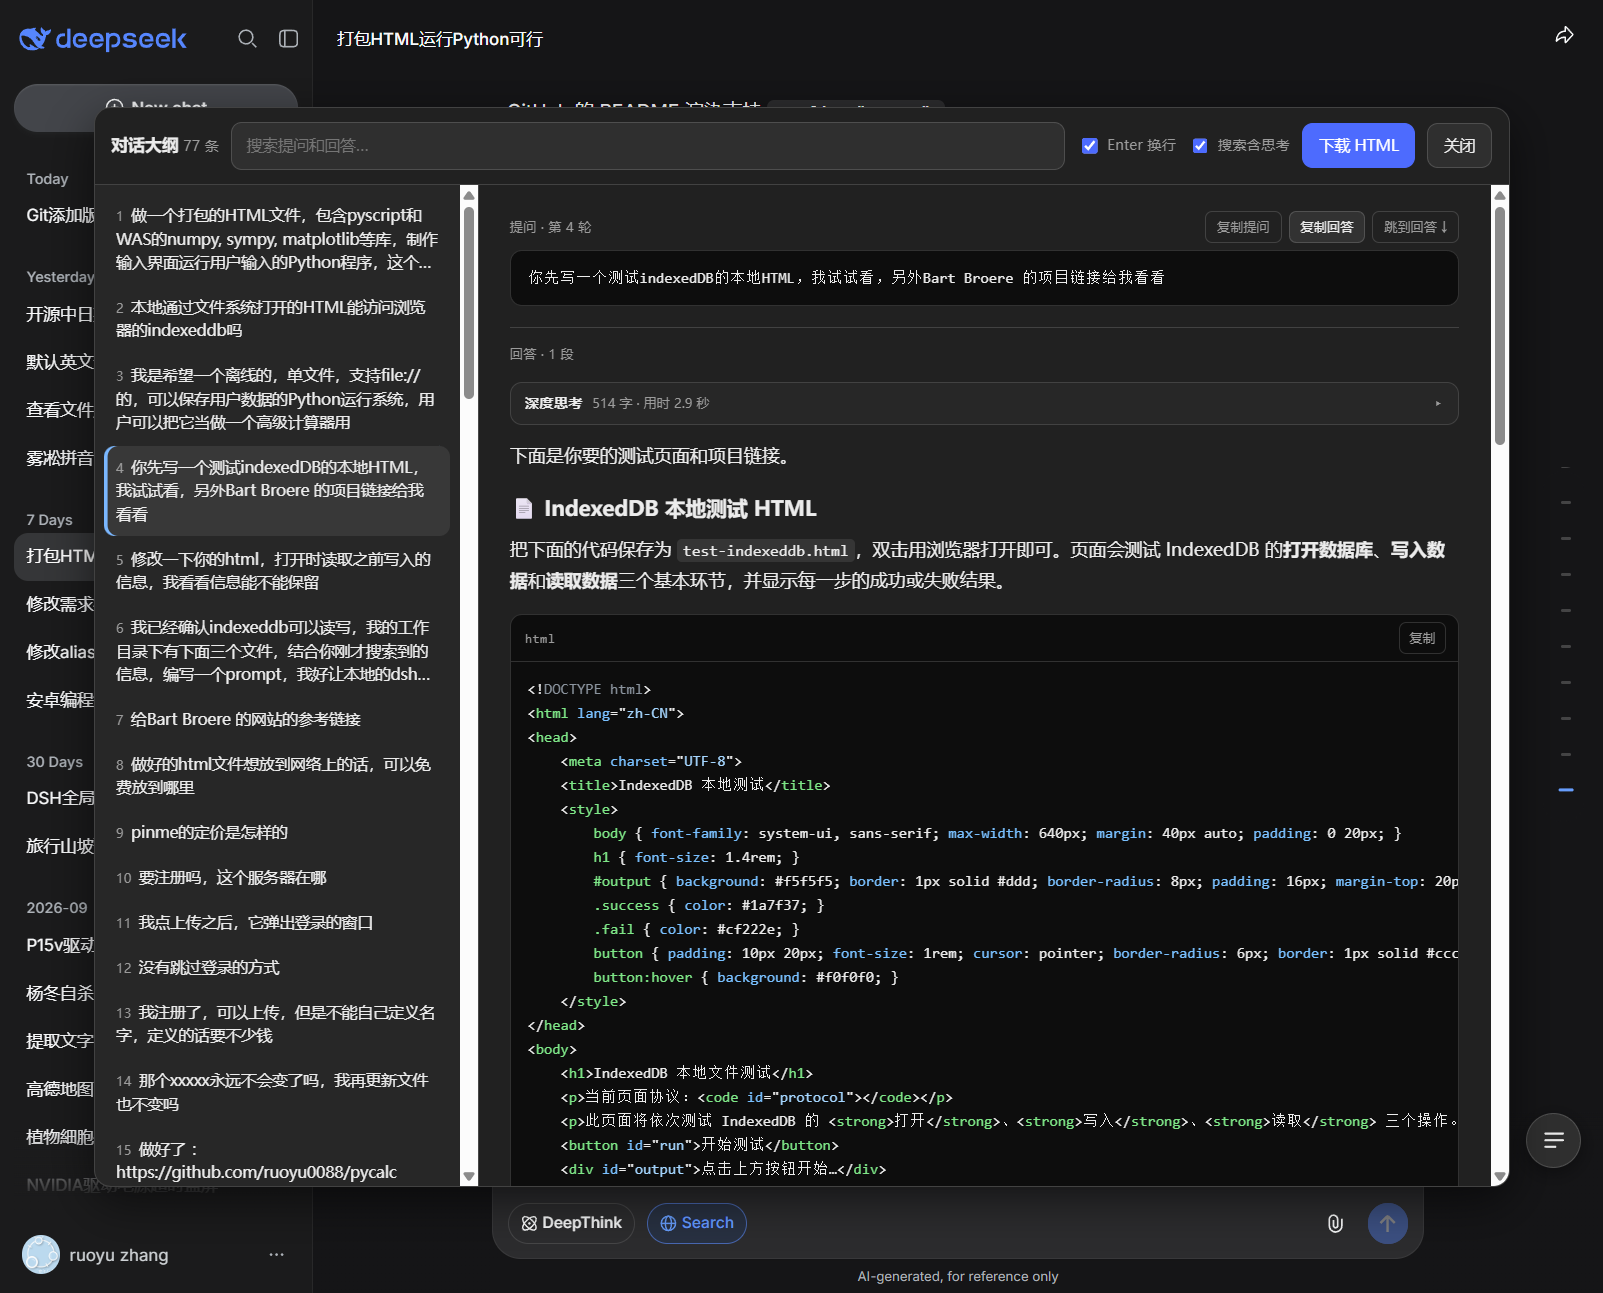 deepseek
打包HTML运行Python可行
New chat
Today
Git添加版
Yesterday
开源中日
默认英文
查看文件
雾凇拼音
7 Days
打包HTM
修改需求
修改alias
安卓编程
30 Days
DSH全局
旅行山坡
2026-09
P15v驱动
杨冬自杀
提取文字
高德地图
植物细胞
ruoyu zhang
对话大纲 77 条
搜索提问和回答...
Enter 换行
搜索含思考
下载 HTML
关闭
1 做一个打包的HTML文件，包含pyscript和
WAS的numpy, sympy, matplotlib等库，制作
输入界面运行用户输入的Python程序，这个...
2 本地通过文件系统打开的HTML能访问浏览
器的indexeddb吗
3 我是希望一个离线的，单文件，支持file://
的，可以保存用户数据的Python运行系统，用
户可以把它当做一个高级计算器用
4 你先写一个测试indexedDB的本地HTML，
我试试看，另外Bart Broere 的项目链接给我
看看
5 修改一下你的html，打开时读取之前写入的
信息，我看看信息能不能保留
6 我已经确认indexeddb可以读写，我的工作
目录下有下面三个文件，结合你刚才搜索到的
信息，编写一个prompt，我好让本地的dsh...
7 给Bart Broere 的网站的参考链接
8 做好的html文件想放到网络上的话，可以免
费放到哪里
9 pinme的定价是怎样的
10 要注册吗，这个服务器在哪
11 我点上传之后，它弹出登录的窗口
12 没有跳过登录的方式
13 我注册了，可以上传，但是不能自己定义名
字，定义的话要不少钱
14 那个xxxxx永远不会变了吗，我再更新文件
也不变吗
15 做好了：
https://github.com/ruoyu0088/pycalc
提问 · 第 4 轮
复制提问
复制回答
跳到回答↓
你先写一个测试indexedDB的本地HTML，我试试看，另外Bart Broere 的项目链接给我看看
回答 · 1 段
深度思考 514 字 · 用时 2.9 秒
下面是你要的测试页面和项目链接。
IndexedDB 本地测试 HTML
把下面的代码保存为 test-indexeddb.html ，双击用浏览器打开即可。页面会测试 IndexedDB 的打开数据库、写入数
据和读取数据三个基本环节，并显示每一步的成功或失败结果。
html
复制
<!DOCTYPE html>
<html lang="zh-CN">
<head>
    <meta charset="UTF-8">
    <title>IndexedDB 本地测试</title>
    <style>
        body { font-family: system-ui, sans-serif; max-width: 640px; margin: 40px auto; padding: 0 20px; }
        h1 { font-size: 1.4rem; }
        #output { background: #f5f5f5; border: 1px solid #ddd; border-radius: 8px; padding: 16px; margin-top: 20p
        .success { color: #1a7f37; }
        .fail { color: #cf222e; }
        button { padding: 10px 20px; font-size: 1rem; cursor: pointer; border-radius: 6px; border: 1px solid #ccc
        button:hover { background: #f0f0f0; }
    </style>
</head>
<body>
    <h1>IndexedDB 本地文件测试</h1>
    <p>当前页面协议：<code id="protocol"></code></p>
    <p>此页面将依次测试 IndexedDB 的 <strong>打开</strong>、<strong>写入</strong>、<strong>读取</strong> 三个操作。
    <button id="run">开始测试</button>
    <div id="output">点击上方按钮开始…</div>
DeepThink
Search
AI-generated, for reference only